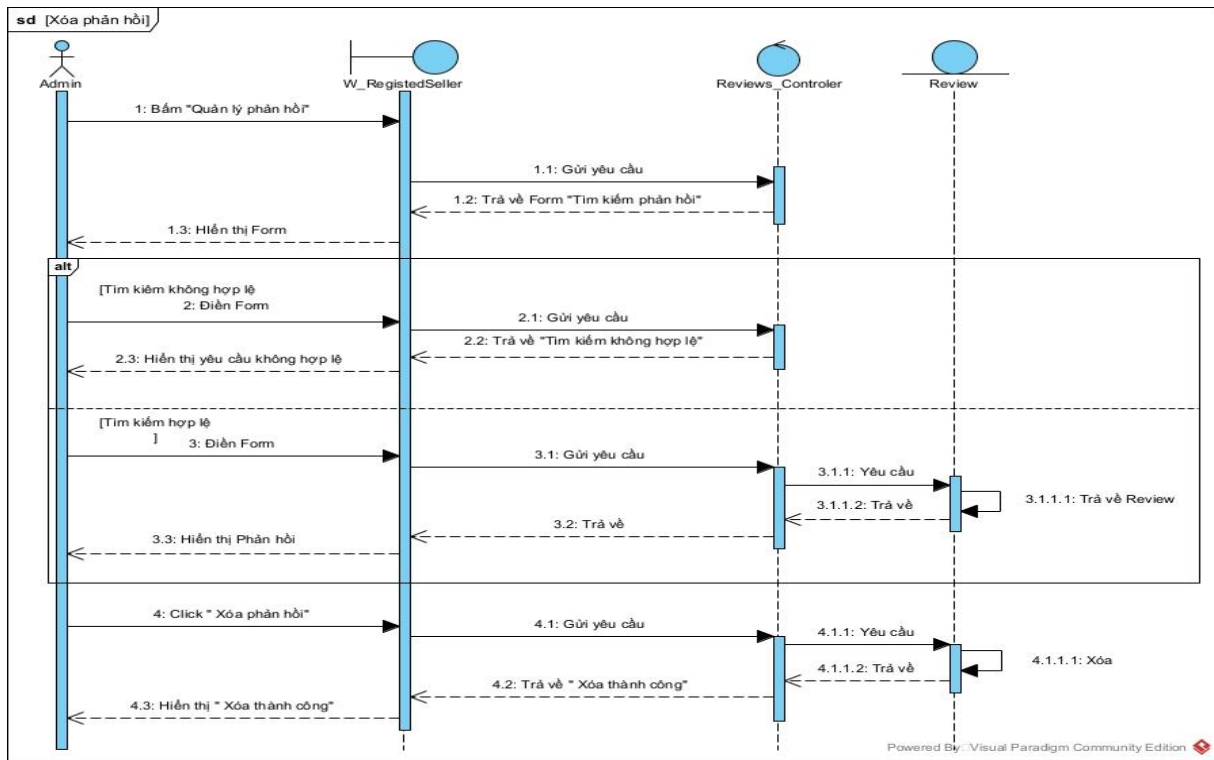 sd [Xóa phản hồi]
Admin
W_RegistedSeller
Reviews_Controler
Review
1: Bấm "Quản lý phản hồi"
1.1: Gửi yêu cầu
1.2: Trả về Form "Tìm kiếm phản hồi"
1.3: HIển thị Form
alt
[Tìm kiêm không hợp lệ
2: Điền Form
2.1: Gửi yêu cầu
2.2: Trả về "Tìm kiếm không hợp lệ"
2.3: Hiển thị yêu cầu không hợp lệ
[Tìm kiếm hợp lệ
]
3: Điền Form
3.1: Gửi yêu cầu
3.1.1: Yêu cầu
3.1.1.1: Trả về Review
3.1.1.2: Trả về
3.2: Trả về
3.3: Hiển thị Phản hồi
4: Click " Xóa phản hồi"
4.1: Gửi yêu cầu
4.1.1: Yêu cầu
4.1.1.1: Xóa
4.1.1.2: Trả về
4.2: Trả về " Xóa thành công"
4.3: Hiển thị " Xóa thành công"
Powered By: Visual Paradigm Community Edition